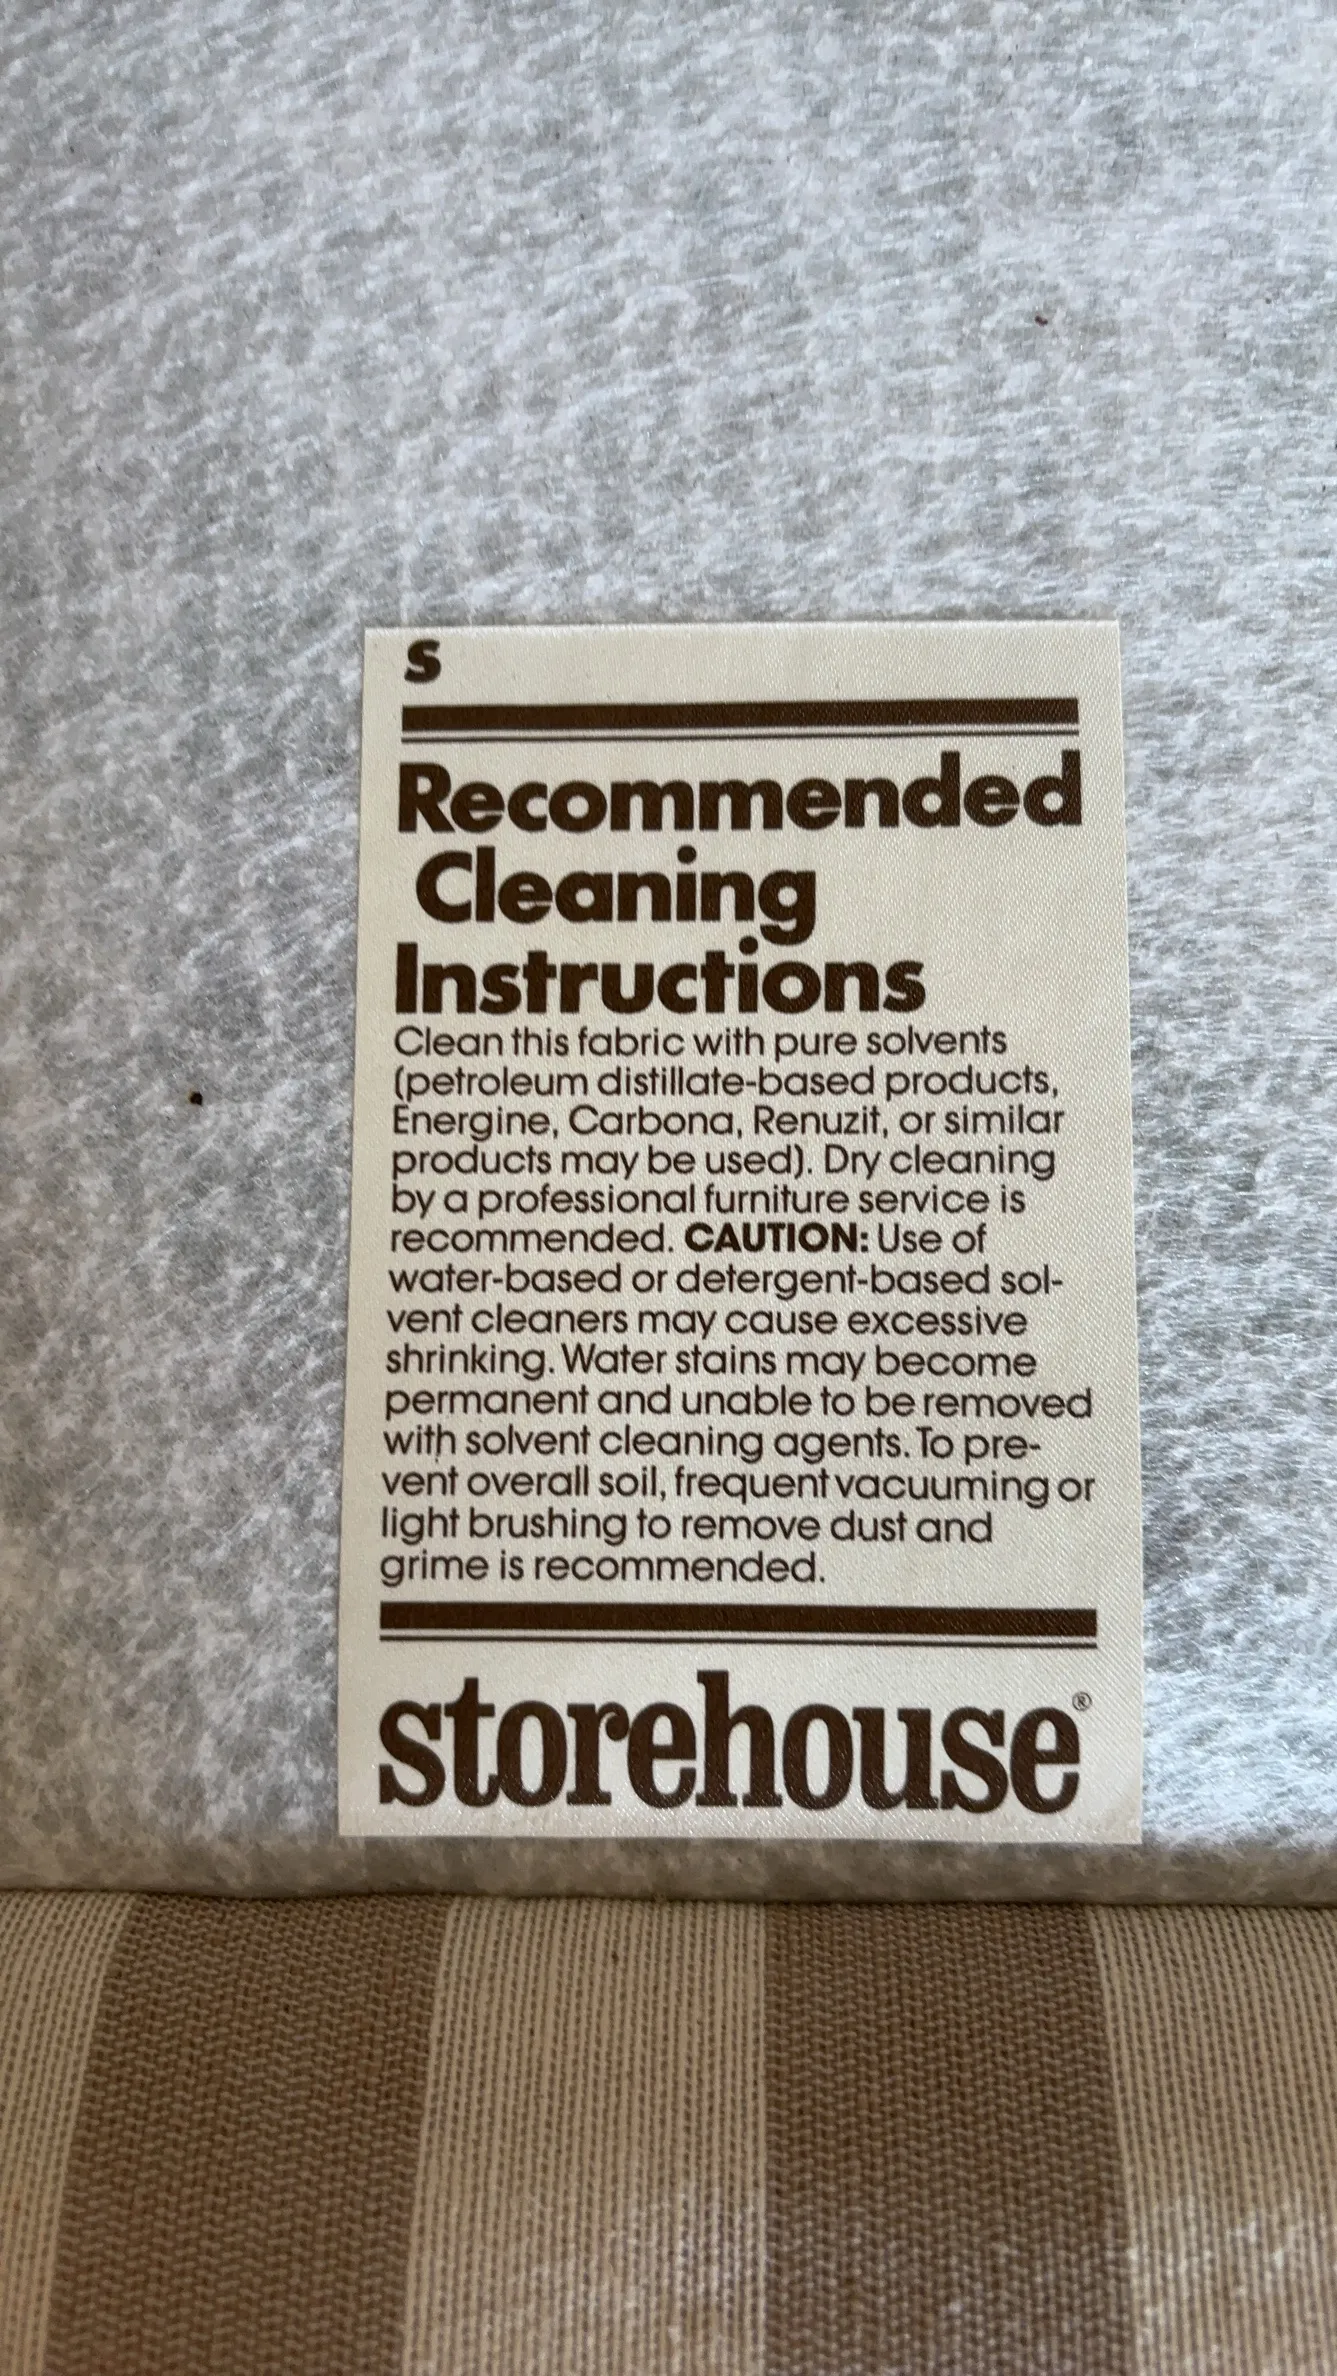 S
Recommended
Cleaning
Instructions
Clean this fabric with pure solvents
(petroleum distillate-based products,
Energine, Carbona, Renuzit, or similar
products may be used). Dry cleaning
by a professional furniture service is
recommended. CAUTION: Use of
water-based or detergent-based sol-
vent cleaners may cause excessive
shrinking. Water stains may become
permanent and unable to be removed
with solvent cleaning agents. To pre-
vent overall soil, frequent vacuuming or
light brushing to remove dust and
grime is recommended.
storehouse®